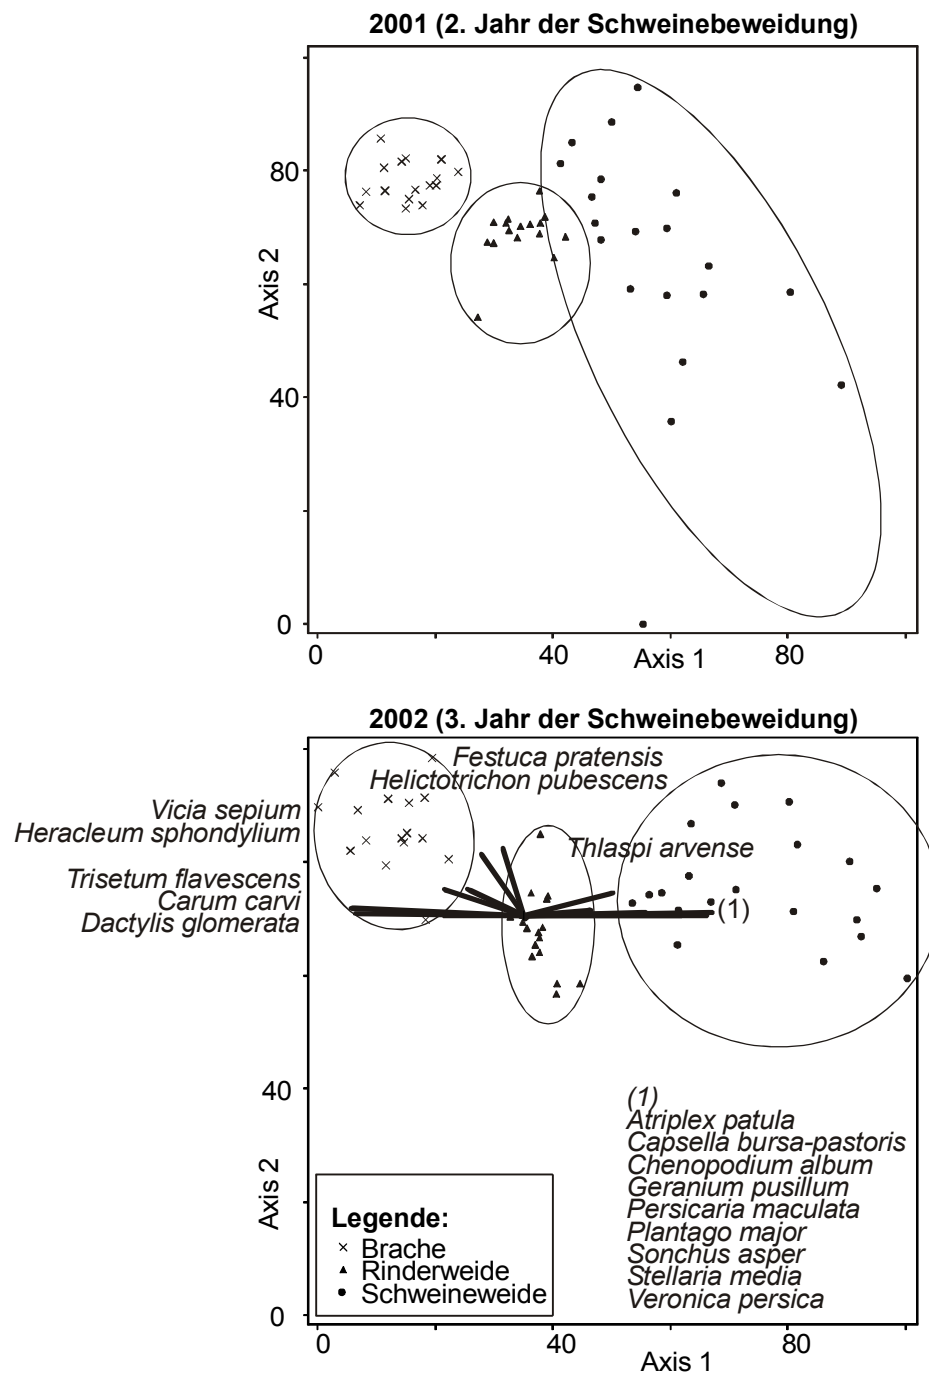 2001 (2. Jahr der Schweinebeweidung)
80
Axis 2
40
0
0
40
Axis 1
80
2002 (3. Jahr der Schweinebeweidung)
Festuca pratensis
Helictotrichon pubescens
Vicia sepium
Heracleum sphondylium
Thlaspi arvense
Trisetum flavescens
Carum carvi
Dactylis glomerata
(1)
40
(1)
Atriplex patula
Capsella bursa-pastoris
Chenopodium album
Geranium pusillum
Persicaria maculata
Plantago major
Sonchus asper
Stellaria media
Veronica persica
Axis 2
Legende:
× Brache
▲ Rinderweide
● Schweineweide
0
0
40
Axis 1
80